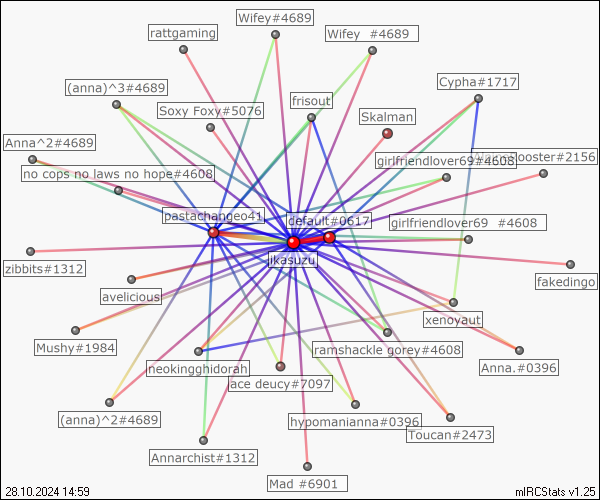 Wifey#4689
Wifey  #4689
rattgaming
Cypha#1717
(anna)^3#4689
frisout
Soxy Foxy#5076
Skalman
Anna^2#4689
girlfriendlover69#4608
ooster#2156
no cops no laws no hope#4608
pastachangeo41
default#0617
girlfriendlover69  #4608
jkasuzu
zibbits#1312
fakedingo
avelicious
xenoyaut
Mushy#1984
ramshackle gorey#4608
neokingghidorah
Anna.#0396
ace deucy#7097
(anna)^2#4689
hypomanianna#0396
Toucan#2473
Annarchist#1312
Mad #6901
28.10.2024 14:59
mIRCStats v1.25